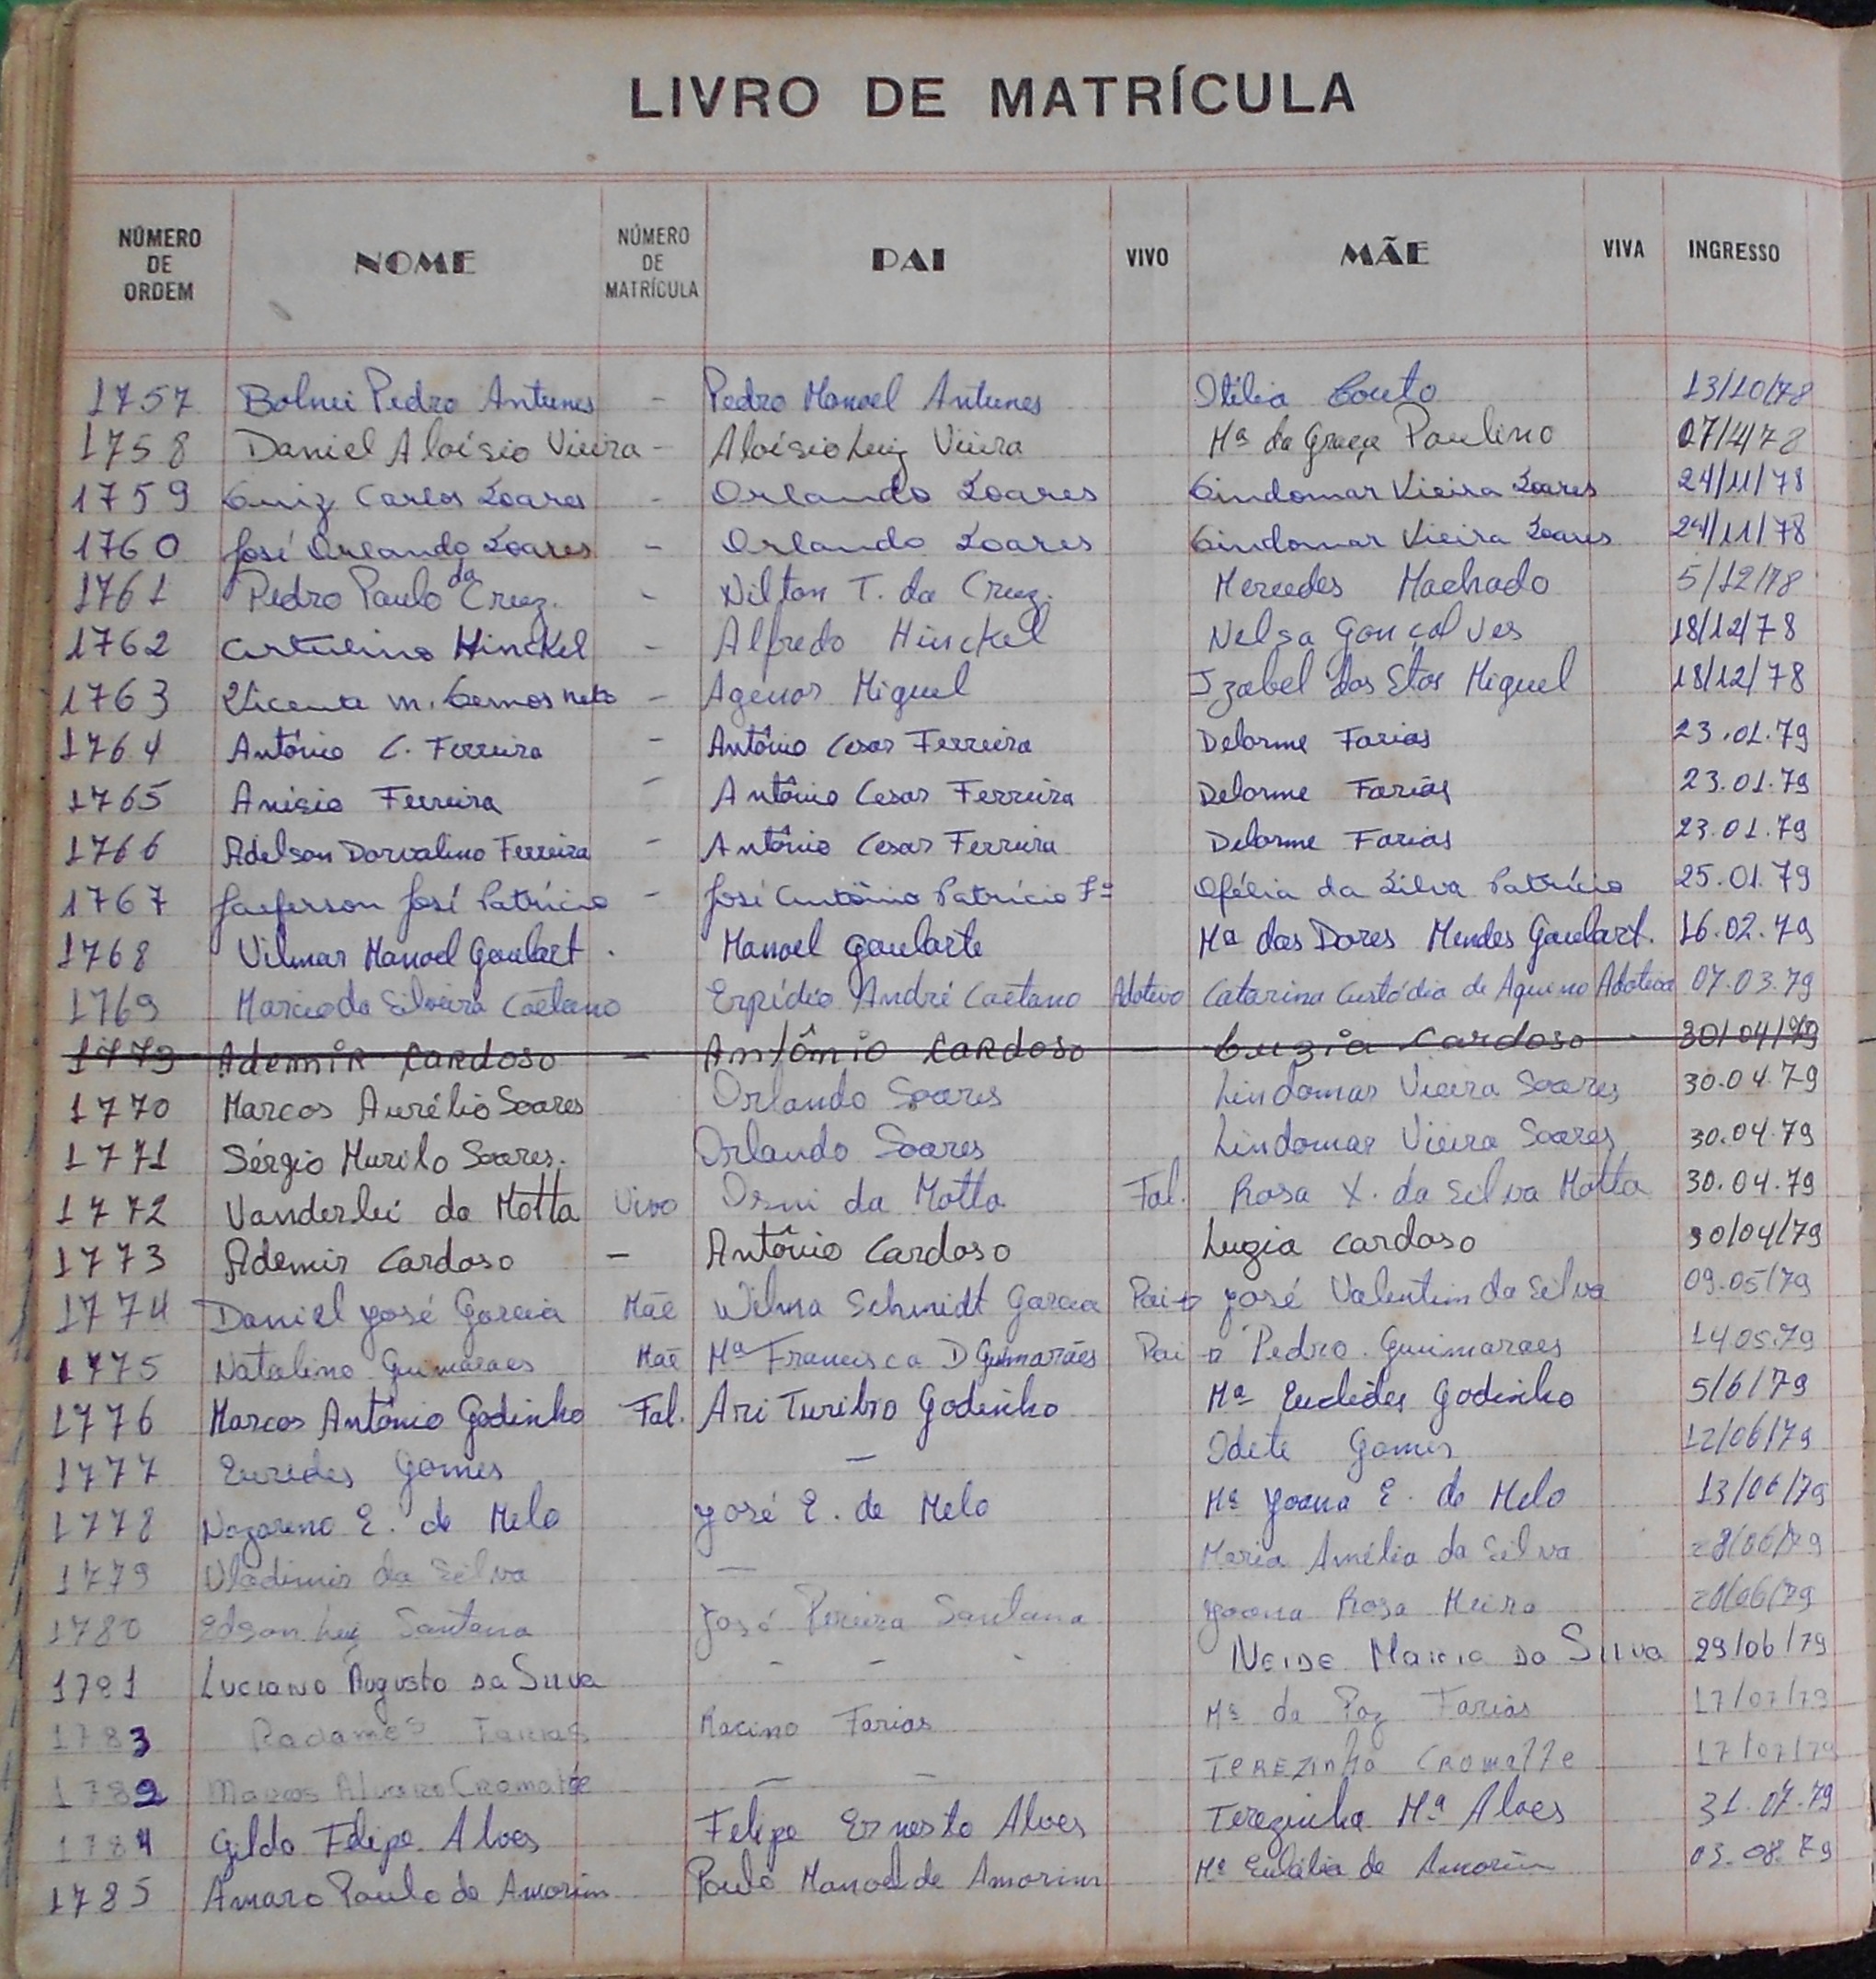 LIVRO DE MATRÍCULA
NÚMERO DE ORDEM NOME NÚMERO DE MATRÍCULA PAI VIVO MÃE VIVA INGRESSO
1757 Bolnei Pedro Antunes - Pedro Manoel Antunes Itilia Couto 13/10/78
1758 Daniel Aloísio Vieira - Aloísio Luiz Vieira Mª da Graça Paulino 07/4/78
1759 Luiz Carlos Soares - Orlando Soares Lindomar Vieira Soares 24/11/78
1760 José Orlando Soares - Orlando Soares Lindomar Vieira Soares 24/11/78
1761 Pedro Paulo da Cruz. - Nilton T. da Cruz. Mercedes Machado 5/12/78
1762 Artulino Hinckel - Alfredo Hinckel Nelsa Gonçalves 18/12/78
1763 Vicente M. Lemos Neto - Agenor Miguel Izabel dos Stos Miguel 18/12/78
1764 Antônio C. Ferreira - Antônio Cesar Ferreira Delorme Farias 23.01.79
1765 Anisio Ferreira - Antônio Cesar Ferreira Delorme Farias 23.01.79
1766 Adelson Dorvalino Ferreira - Antônio Cesar Ferreira Delorme Farias 23.01.79
1767 Jaeferson José Patrício - José Antônio Patrício Fº Ofélia da Silva Patrício 25.01.79
1768 Vilmar Manoel Goulart . Manoel Goularte Mª das Dores Mendes Goulart. 16.02.79
1769 Marcio da Silveira Caetano Erpídio André Caetano Adotivo Catarina Custódia de Aquino Adotiva 07.03.79
1773 Ademir Cardoso - Antônio Cardoso - Luzia Cardoso - 30/04/79
1770 Marcos Aurélio Soares Orlando Soares Lindomar Vieira Soares 30.04.79
1771 Sérgio Murilo Soares. Orlando Soares Lindomar Vieira Soares 30.04.79
1772 Vanderlei da Motta Vivo Osni da Motta Fal. Rosa X. da Silva Motta 30.04.79
1773 Ademir Cardoso - Antônio Cardoso Luzia Cardoso 30/04/79
1774 Daniel José Garcia Mãe Wilma Schmidt Garcia Pai → José Valentim da Silva 09.05/79
1775 Natalino Guimaraes Mãe Mª Francisca D Guimarães Pai → Pedro Guimaraes 14.05.79
1776 Marcos Antônio Godinho Fal. Ari Turibio Godinho Mª Euclides Godinho 5/6/79
1777 Eurides Gomes - Odete Gomes 12/06/79
1778 Nazareno E. de Melo José E. de Melo Mª Joana E. de Melo 13/06/79
1779 Vladimir da Silva - Maria Amélia da Silva 28/06/79
1780 Edson Luiz Santana José Pereira Santana Joana Rosa Meira 28/06/79
1781 Luciano Augusto da Silva - - - Neide Maria da Silva 29/06/79
1783 Radames Farias Macino Farias Mª da Paz Farias 17/07/79
1782 Marcos Alvaro Cromatte - - Terezinha Cromatte 17/07/79
1784 Gildo Felipe Alves Felipe Ernesto Alves Terezinha Mª Alves 31.07.79
1785 Amaro Paulo de Amorim Paulo Manoel de Amorim Mª Eulália de Amorim 03.08.79